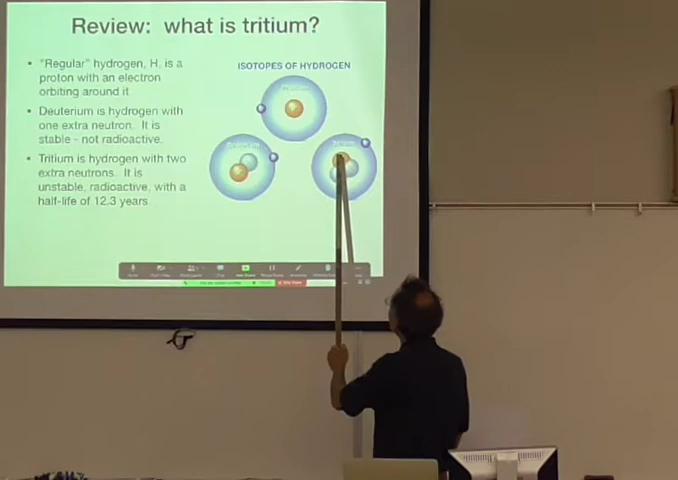 Review: what is tritium?
• "Regular" hydrogen, H, is a
proton with an electron
orbiting around it
• Deuterium is hydrogen with
one extra neutron. It is
stable - not radioactive.
• Tritium is hydrogen with two
extra neutrons. It is
unstable, radioactive, with a
half-life of 12.3 years
ISOTOPES OF HYDROGEN